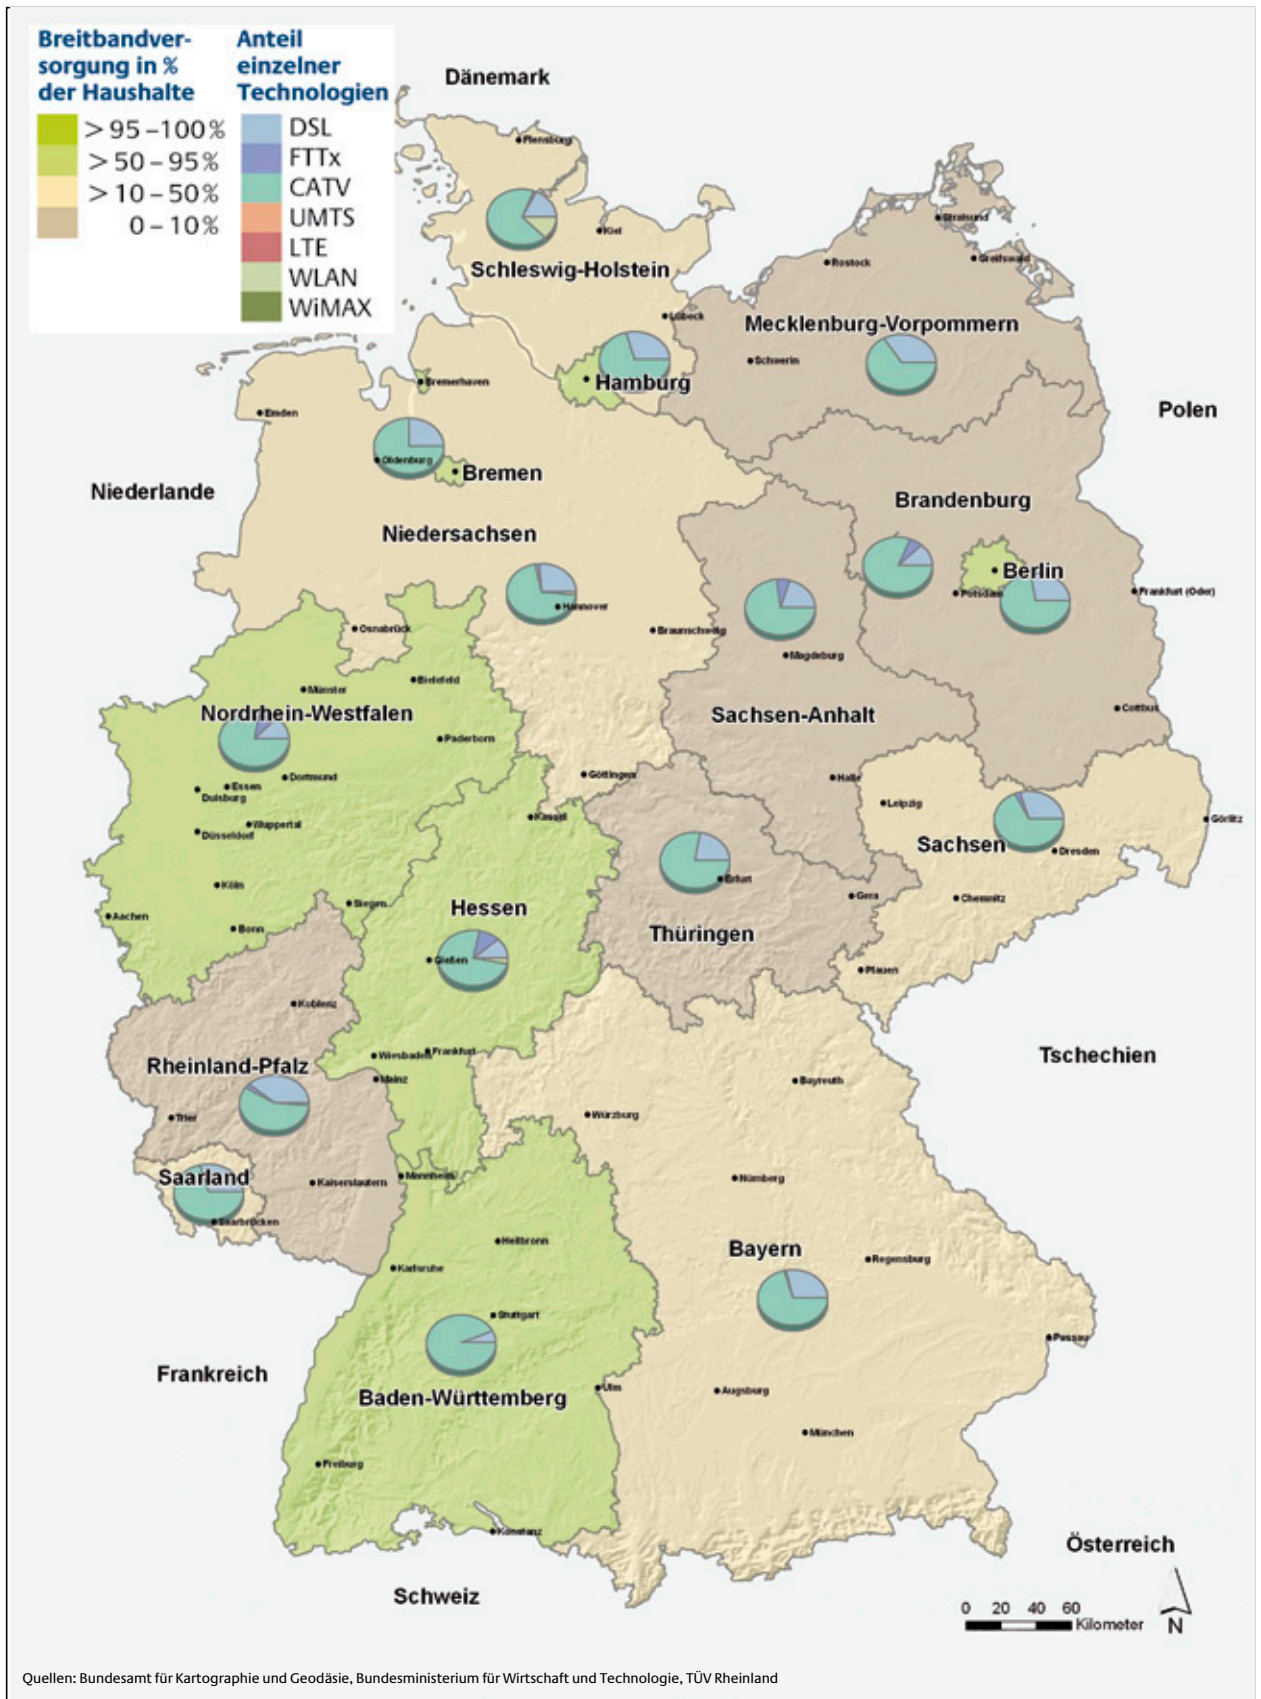 Breitbandver-
sorgung in %
der Haushalte
> 95 – 100 %
> 50 – 95 %
> 10 – 50 %
0 – 10 %
Anteil
einzelner
Technologien
DSL
FTTx
CATV
UMTS
LTE
WLAN
WiMAX
Dänemark
Flensburg
Kiel
Schleswig-Holstein
Stralsund
Greifswald
Rostock
Lübeck
Mecklenburg-Vorpommern
Schwerin
Hamburg
Bremerhaven
Emden
Polen
Oldenburg
Bremen
Niederlande
Brandenburg
Niedersachsen
Berlin
Potsdam
Frankfurt (Oder)
Hannover
Braunschweig
Osnabrück
Magdeburg
Bielefeld
Münster
Nordrhein-Westfalen
Sachsen-Anhalt
Cottbus
Paderborn
Göttingen
Halle
Dortmund
Essen
Duisburg
Leipzig
Kassel
Görlitz
Wuppertal
Düsseldorf
Sachsen
Dresden
Köln
Erfurt
Gera
Chemnitz
Siegen
Hessen
Aachen
Bonn
Thüringen
Gießen
Plauen
Koblenz
Wiesbaden
Frankfurt
Tschechien
Rheinland-Pfalz
Mainz
Bayreuth
Trier
Würzburg
Saarland
Kaiserslautern
Mannheim
Nürnberg
Saarbrücken
Heilbronn
Bayern
Karlsruhe
Regensburg
Stuttgart
Passau
Frankreich
Ulm
Baden-Württemberg
Augsburg
München
Freiburg
Konstanz
Österreich
Schweiz
0 20 40 60
Kilometer
N
Quellen: Bundesamt für Kartographie und Geodäsie, Bundesministerium für Wirtschaft und Technologie, TÜV Rheinland